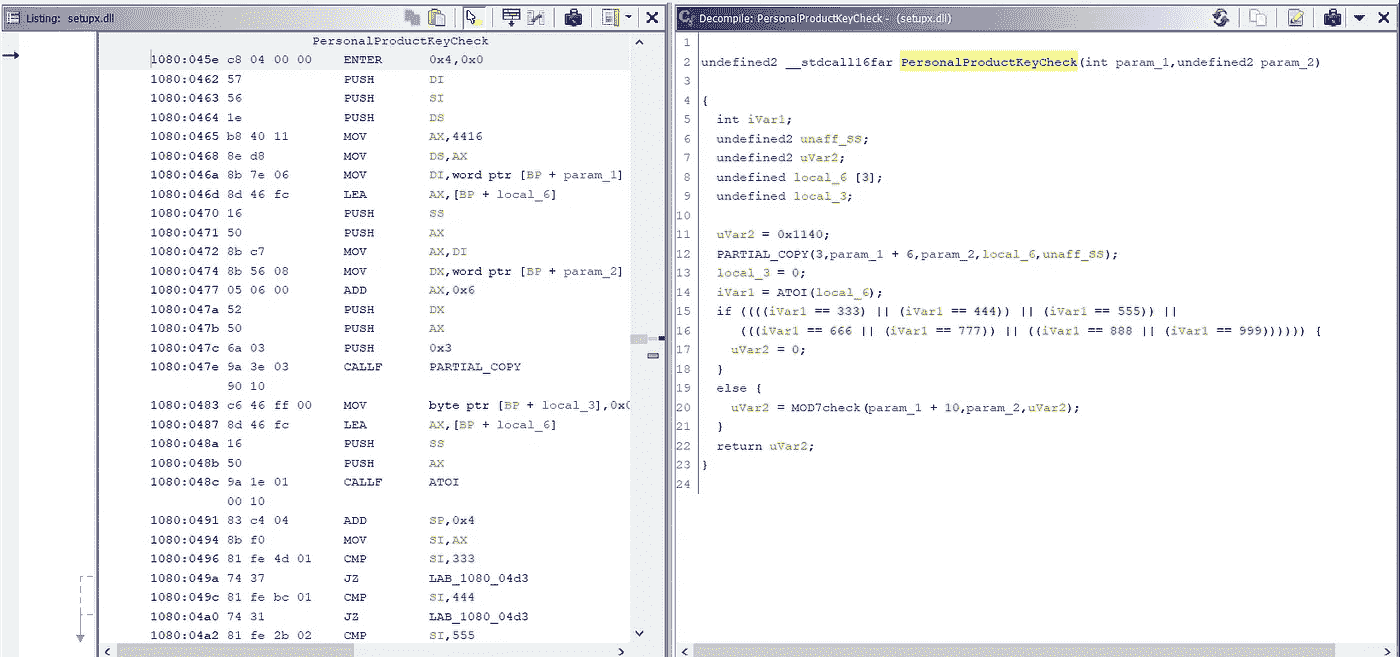 Listing: setupx.dll
PersonalProductKeyCheck
1080:045e c8 04 00 00 ENTER 0x4,0x0
1080:0462 57 PUSH DI
1080:0463 56 PUSH SI
1080:0464 1e PUSH DS
1080:0465 b8 40 11 MOV AX,4416
1080:0468 8e d8 MOV DS,AX
1080:046a 8b 7e 06 MOV DI,word ptr [BP + param_1]
1080:046d 8d 46 fc LEA AX,[BP + local_6]
1080:0470 16 PUSH SS
1080:0471 50 PUSH AX
1080:0472 8b c7 MOV AX,DI
1080:0474 8b 56 08 MOV DX,word ptr [BP + param_2]
1080:0477 05 06 00 ADD AX,0x6
1080:047a 52 PUSH DX
1080:047b 50 PUSH AX
1080:047c 6a 03 PUSH 0x3
1080:047e 9a 3e 03 CALLF PARTIAL_COPY
90 10
1080:0483 c6 46 ff 00 MOV byte ptr [BP + local_3],0x0
1080:0487 8d 46 fc LEA AX,[BP + local_6]
1080:048a 16 PUSH SS
1080:048b 50 PUSH AX
1080:048c 9a 1e 01 CALLF ATOI
00 10
1080:0491 83 c4 04 ADD SP,0x4
1080:0494 8b f0 MOV SI,AX
1080:0496 81 fe 4d 01 CMP SI,333
1080:049a 74 37 JZ LAB_1080_04d3
1080:049c 81 fe bc 01 CMP SI,444
1080:04a0 74 31 JZ LAB_1080_04d3
1080:04a2 81 fe 2b 02 CMP SI,555
Decompile: PersonalProductKeyCheck - (setupx.dll)
1
2 undefined2 __stdcall16far PersonalProductKeyCheck(int param_1,undefined2 param_2)
3
4 {
5 int iVar1;
6 undefined2 unaff_SS;
7 undefined2 uVar2;
8 undefined local_6 [3];
9 undefined local_3;
10
11 uVar2 = 0x1140;
12 PARTIAL_COPY(3,param_1 + 6,param_2,local_6,unaff_SS);
13 local_3 = 0;
14 iVar1 = ATOI(local_6);
15 if ((((iVar1 == 333) || (iVar1 == 444)) || (iVar1 == 555)) ||
16 (((iVar1 == 666 || (iVar1 == 777)) || ((iVar1 == 888 || (iVar1 == 999)))))) {
17 uVar2 = 0;
18 }
19 else {
20 uVar2 = MOD7check(param_1 + 10,param_2,uVar2);
21 }
22 return uVar2;
23 }
24